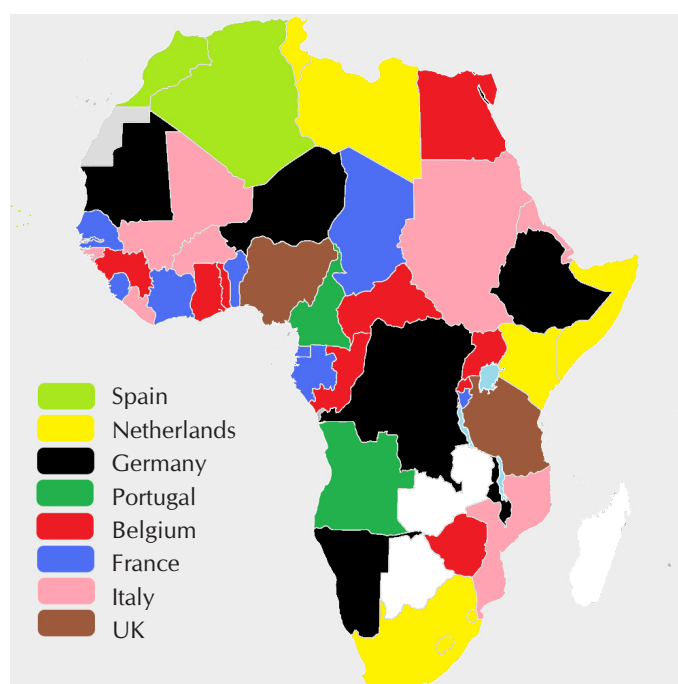 Spain
Netherlands
Germany
Portugal
Belgium
France
Italy
UK